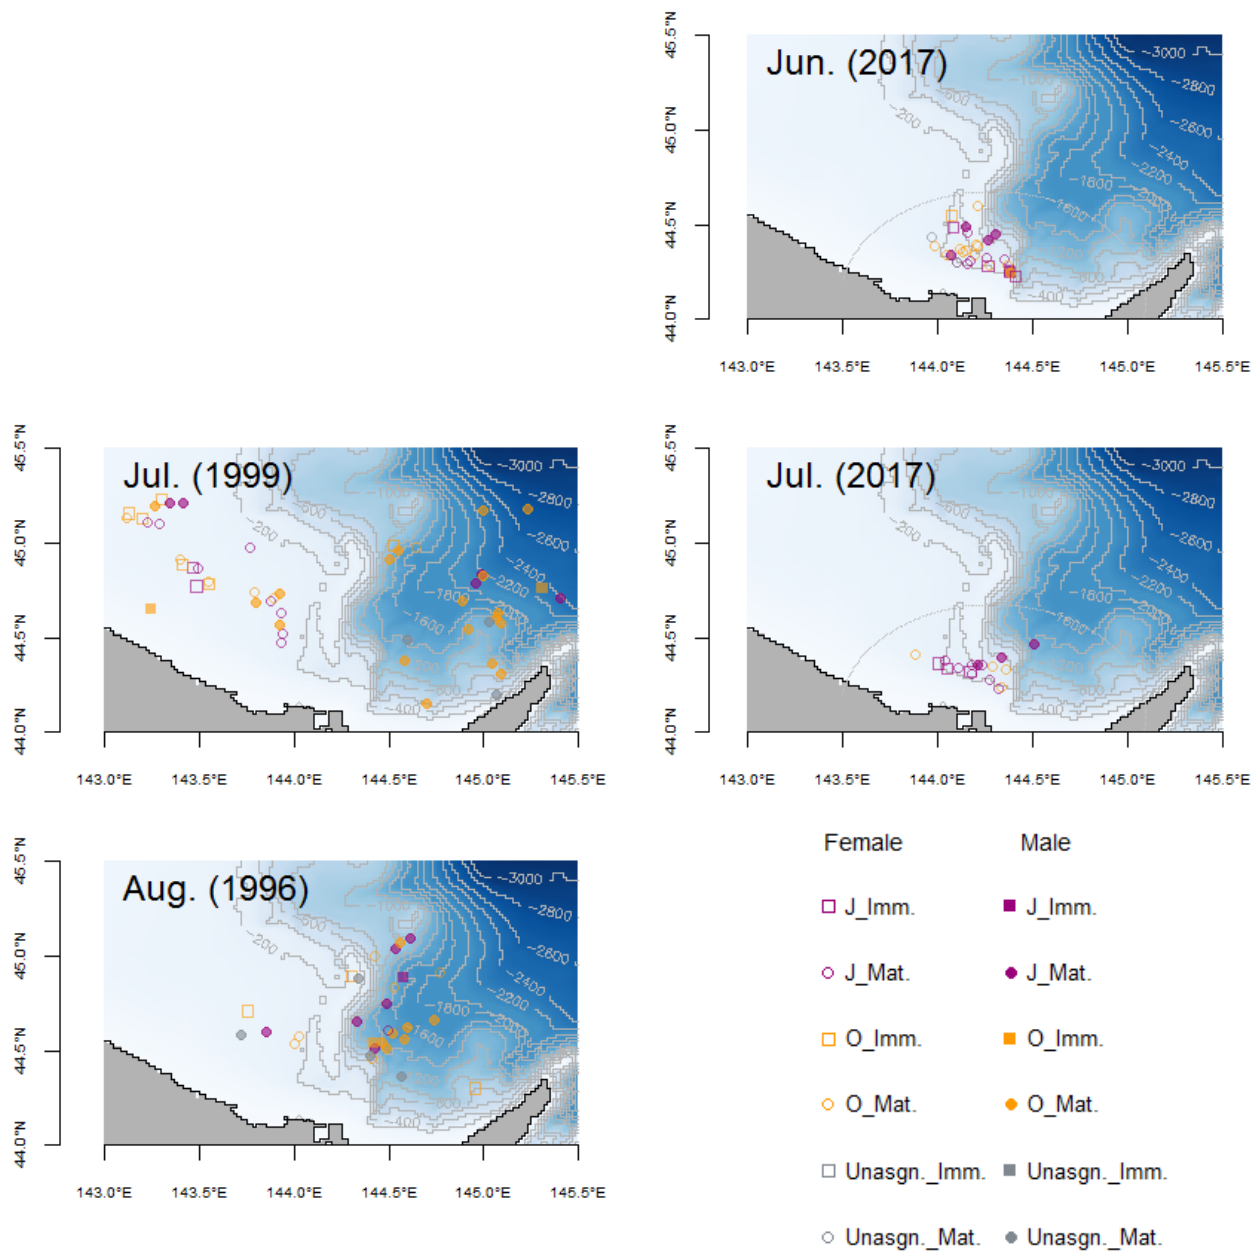 Jun. (2017)
45.5°N
45.0°N
44.5°N
44.0°N
-3000
-2800
-2600
-2400
-2200
-1800
-1600
-600
-200
-400
143.0°E 143.5°E 144.0°E 144.5°E 145.0°E 145.5°E
Jul. (1999)
45.5°N
45.0°N
44.5°N
44.0°N
-3000
-2800
-2600
-2400
-2200
-1800
-1600
-1000
-200
-400
143.0°E 143.5°E 144.0°E 144.5°E 145.0°E 145.5°E
Jul. (2017)
45.5°N
45.0°N
44.5°N
44.0°N
-3000
-2800
-2600
-2400
-2200
-1800
-1600
-1000
-200
-400
143.0°E 143.5°E 144.0°E 144.5°E 145.0°E 145.5°E
Aug. (1996)
45.5°N
45.0°N
44.5°N
44.0°N
-3000
-2800
-2600
-2400
-2200
-1800
-1600
-1000
-200
-400
143.0°E 143.5°E 144.0°E 144.5°E 145.0°E 145.5°E
Female Male
J_Imm. J_Imm.
J_Mat. J_Mat.
O_Imm. O_Imm.
O_Mat. O_Mat.
Unasgn._Imm. Unasgn._Imm.
Unasgn._Mat. Unasgn._Mat.